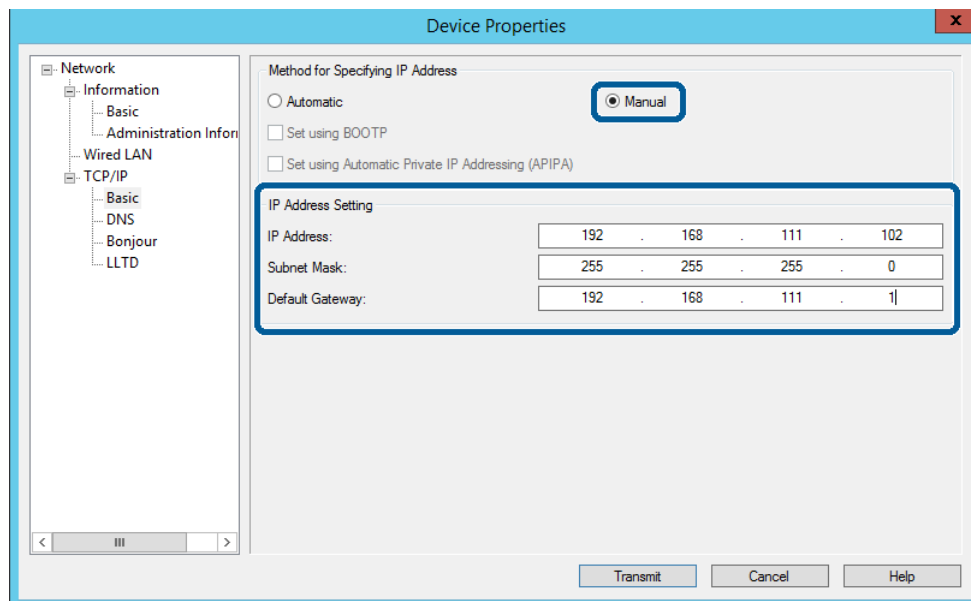 Device Properties
x
Network
Information
Basic
Administration Infor
Wired LAN
TCP/IP
Basic
DNS
Bonjour
LLTD
Method for Specifying IP Address
Automatic
Manual
Set using BOOTP
Set using Automatic Private IP Addressing (APIPA)
IP Address Setting
IP Address: 192 . 168 . 111 . 102
Subnet Mask: 255 . 255 . 255 . 0
Default Gateway: 192 . 168 . 111 . 1
Transmit Cancel Help